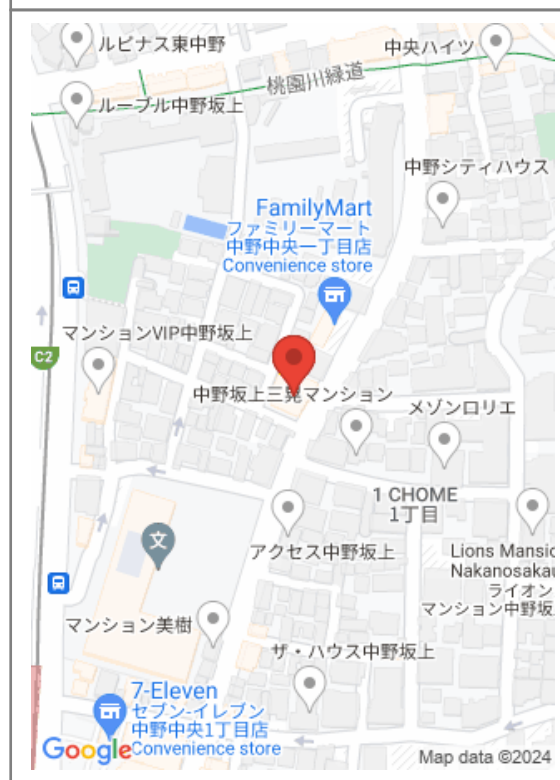 ルピナス東中野
中央ハイツ
桃園川緑道
ルーブル中野坂上
中野シティハウス
FamilyMart
ファミリーマート
中野中央一丁目店
Convenience store
マンションVIP中野坂上
C2
中野坂上三晃マンション
メゾンロリエ
1 CHOME
1丁目
文
アクセス中野坂上
Lions Mansio
Nakanosakau
ライオン
マンション中野坂
マンション美樹
ザ・ハウス中野坂上
7-Eleven
セブン-イレブン
中野中央1丁目店
Convenience store
Google
Map data ©2024